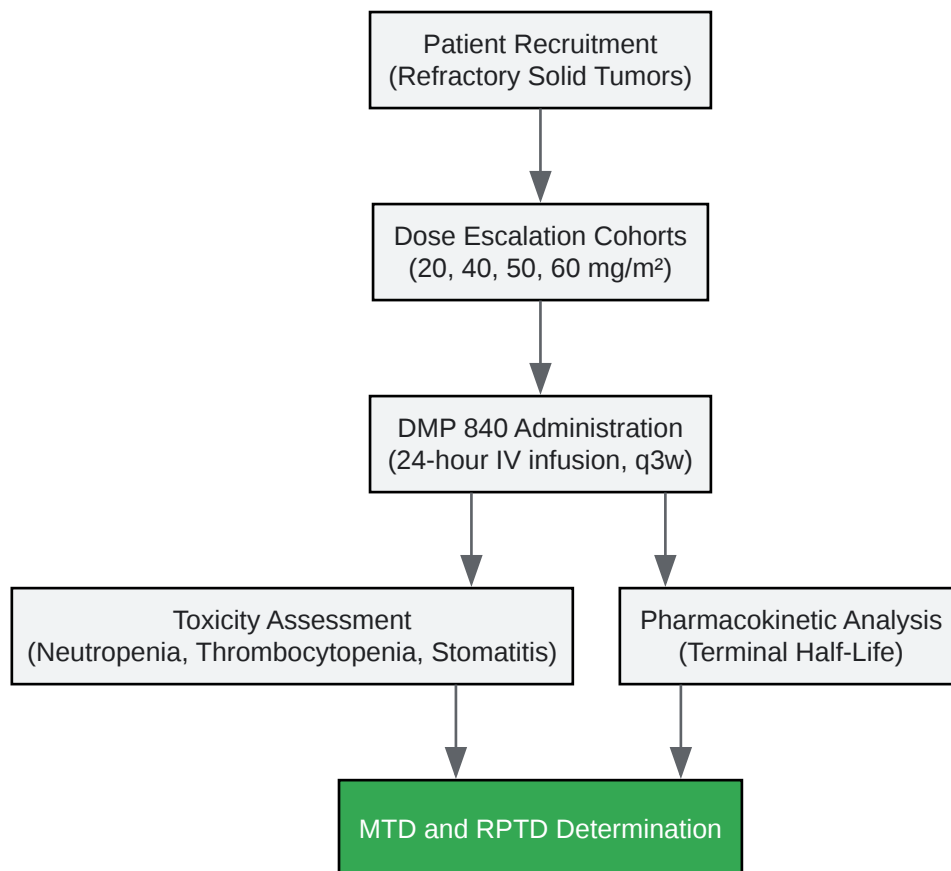 Patient Recruitment
(Refractory Solid Tumors)
Dose Escalation Cohorts
(20, 40, 50, 60 mg/m²)
DMP 840 Administration
(24-hour IV infusion, q3w)
Toxicity Assessment
(Neutropenia, Thrombocytopenia, Stomatitis)
Pharmacokinetic Analysis
(Terminal Half-Life)
MTD and RPTD Determination